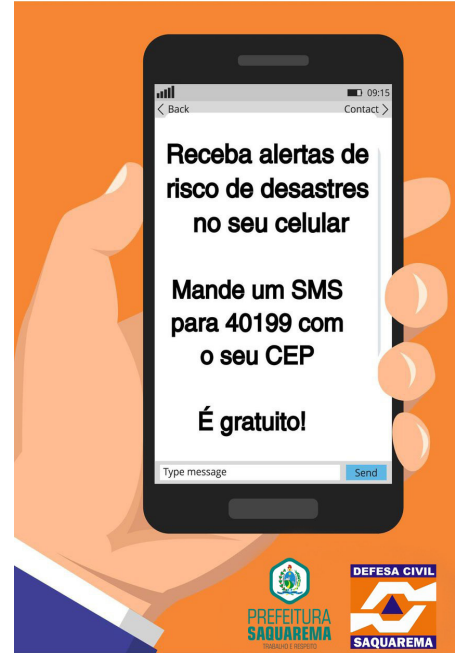 09:15
Back
Contact
Receba alertas de
risco de desastres
no seu celular
Mande um SMS
para 40199 com
o seu CEP
É gratuito!
Type message
Send
PREFEITURA
SAQUAREMA
TRABALHO E RESPEITO
DEFESA CIVIL
SAQUAREMA